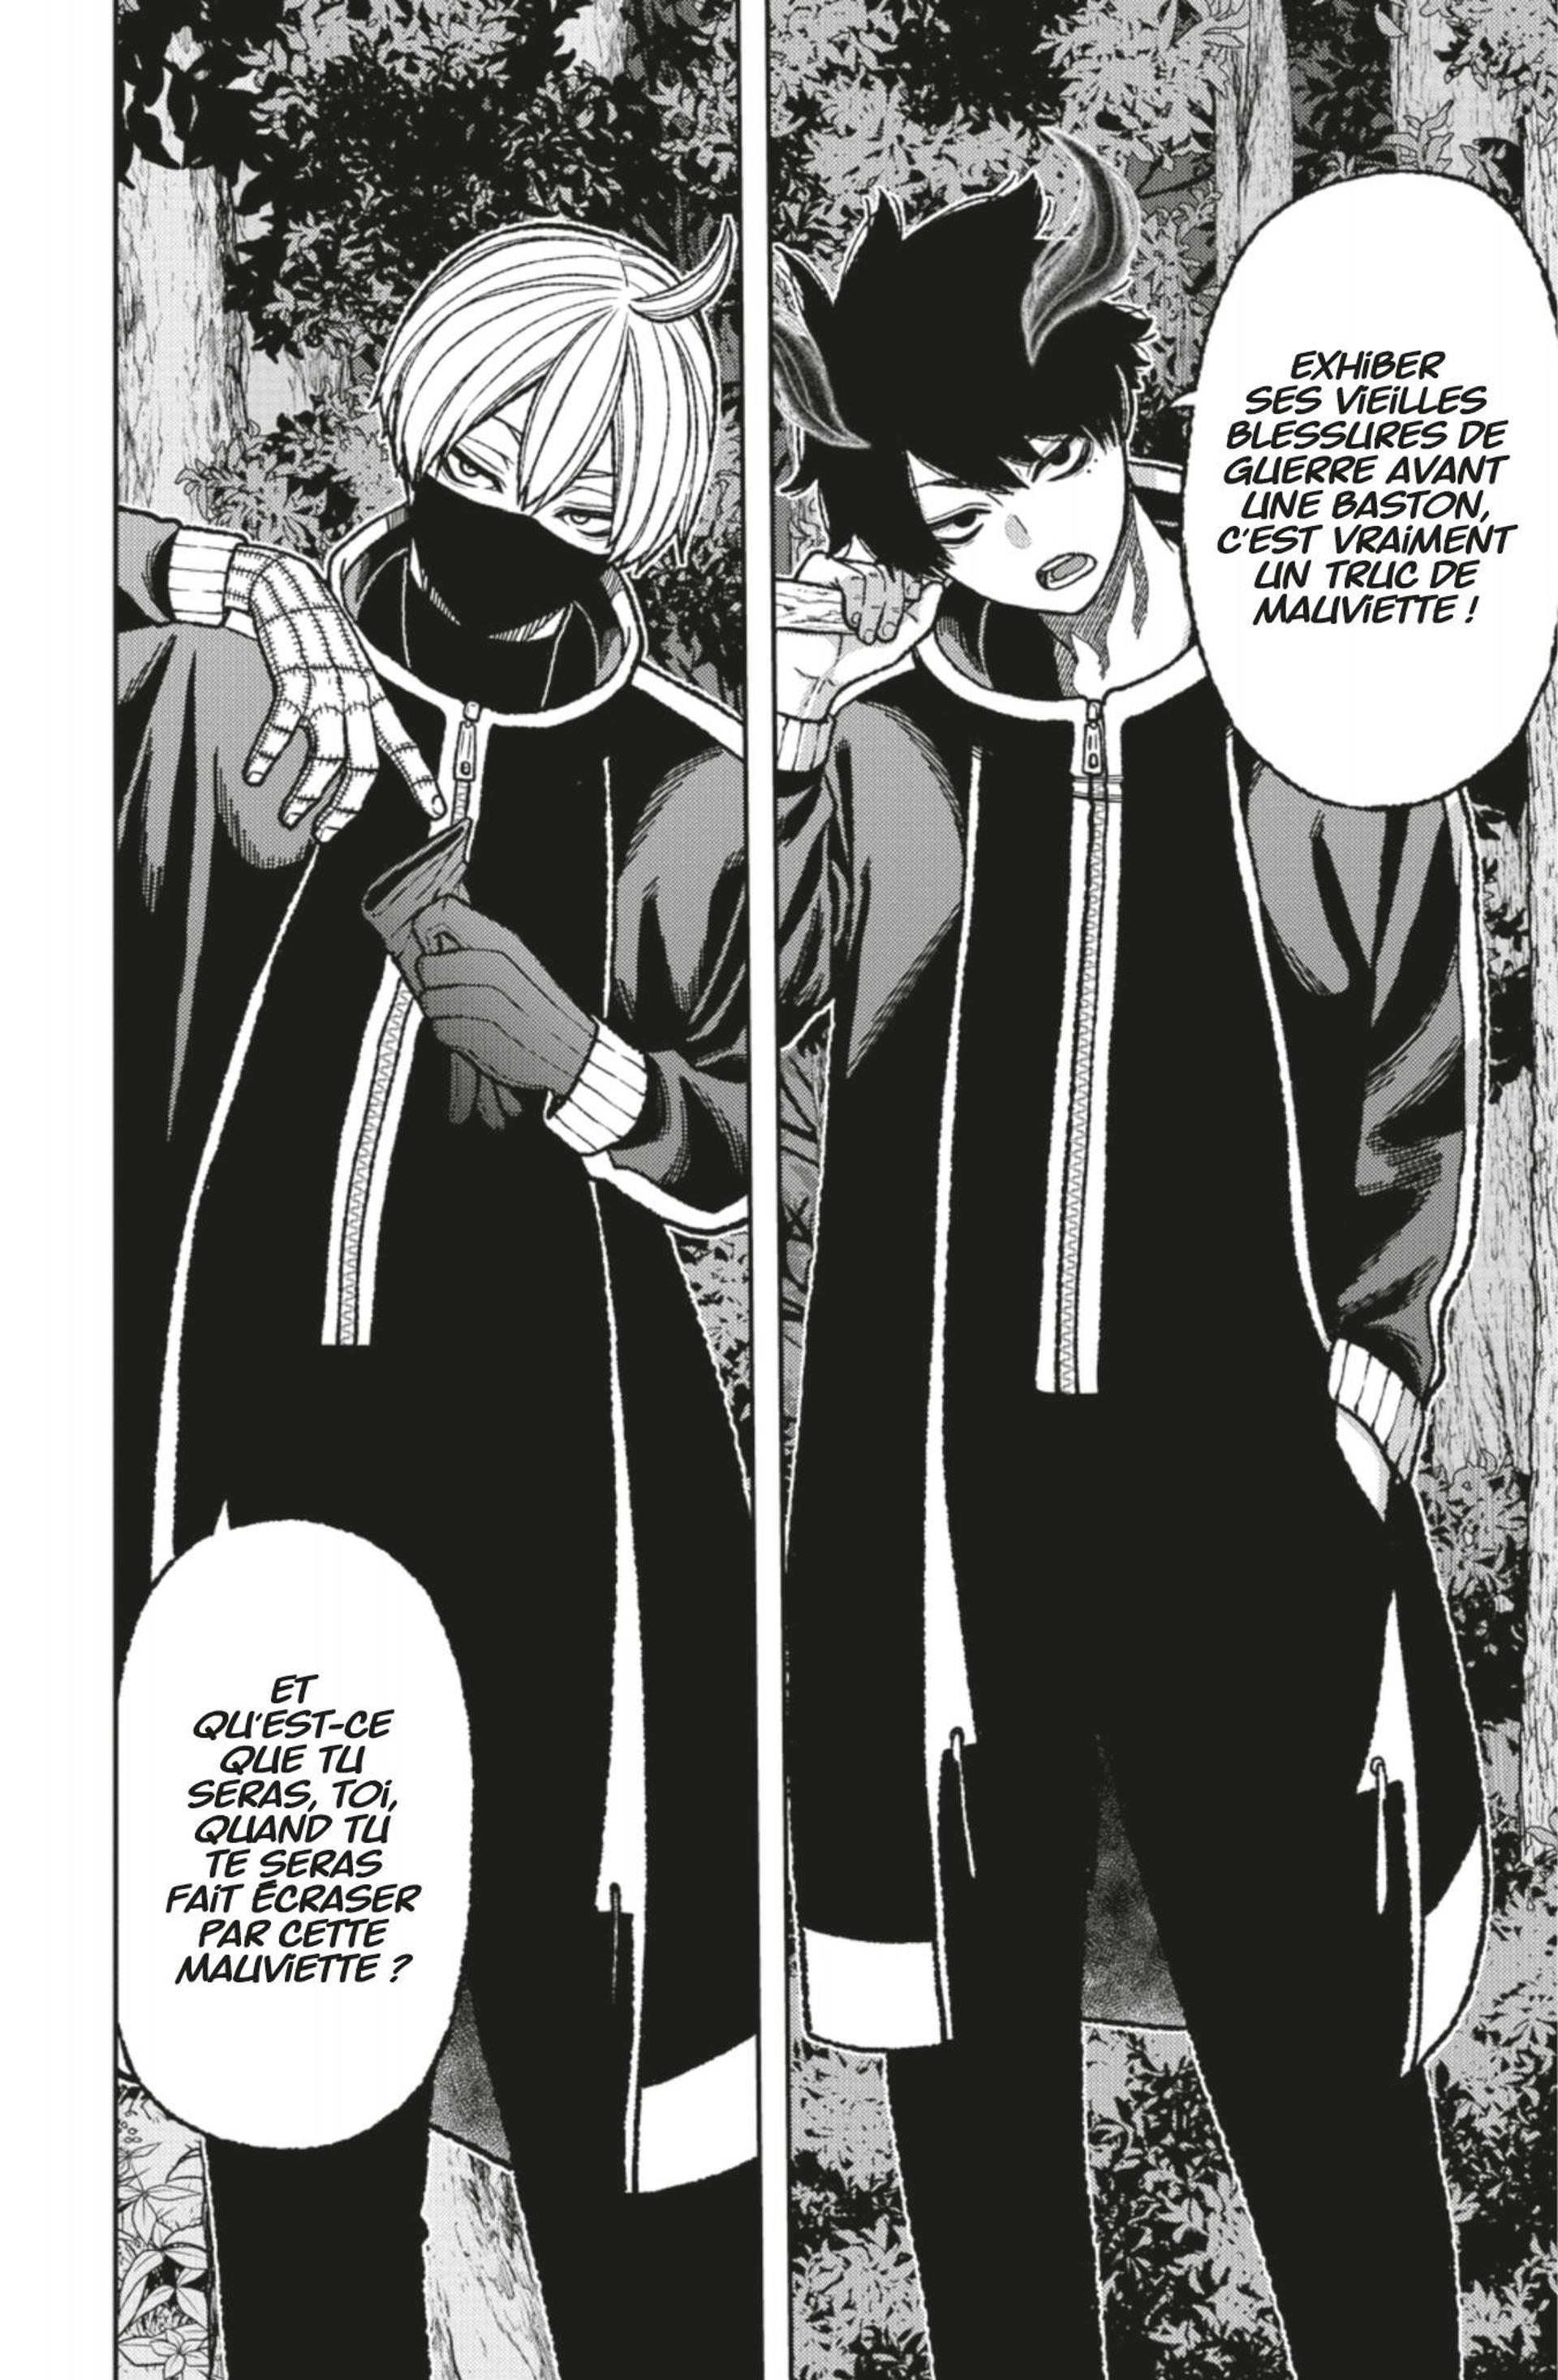 EXHIBER
SES VIEILLES
BLESSURES DE
GUERRE AVANT
UNE BASTON,
C'EST VRAIMENT
UN TRUC DE
MAUVIETTE !
ET
QU'EST-CE
QUE TU
SERAS, TOI,
QUAND TU
TE SERAS
FAIT ÉCRASER
PAR CETTE
MAUVIETTE ?